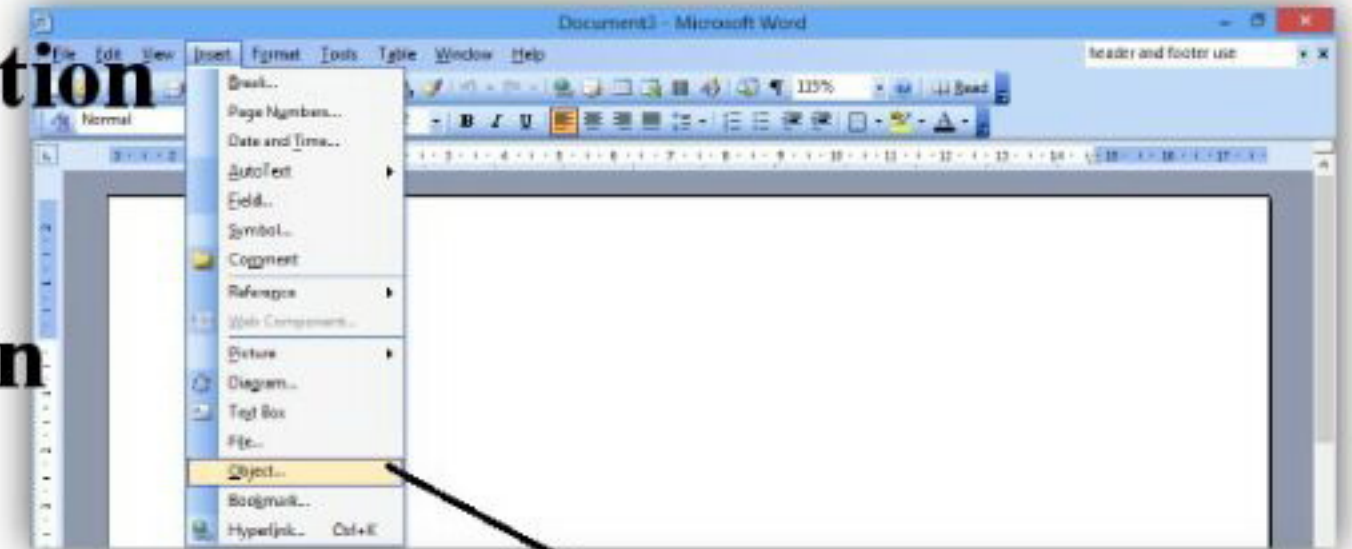 Document3 - Microsoft Word
tion
File Edit View Insert Format Tools Table Window Help
header and footer use
Break...
115%
Read
Page Numbers...
Normal
B I U
Date and Time...
AutoText
Field...
Symbol...
Comment
Reference
Web Component...
n
Picture
Diagram...
Text Box
File...
Object...
Bookmark...
Hyperlink... Ctrl+K